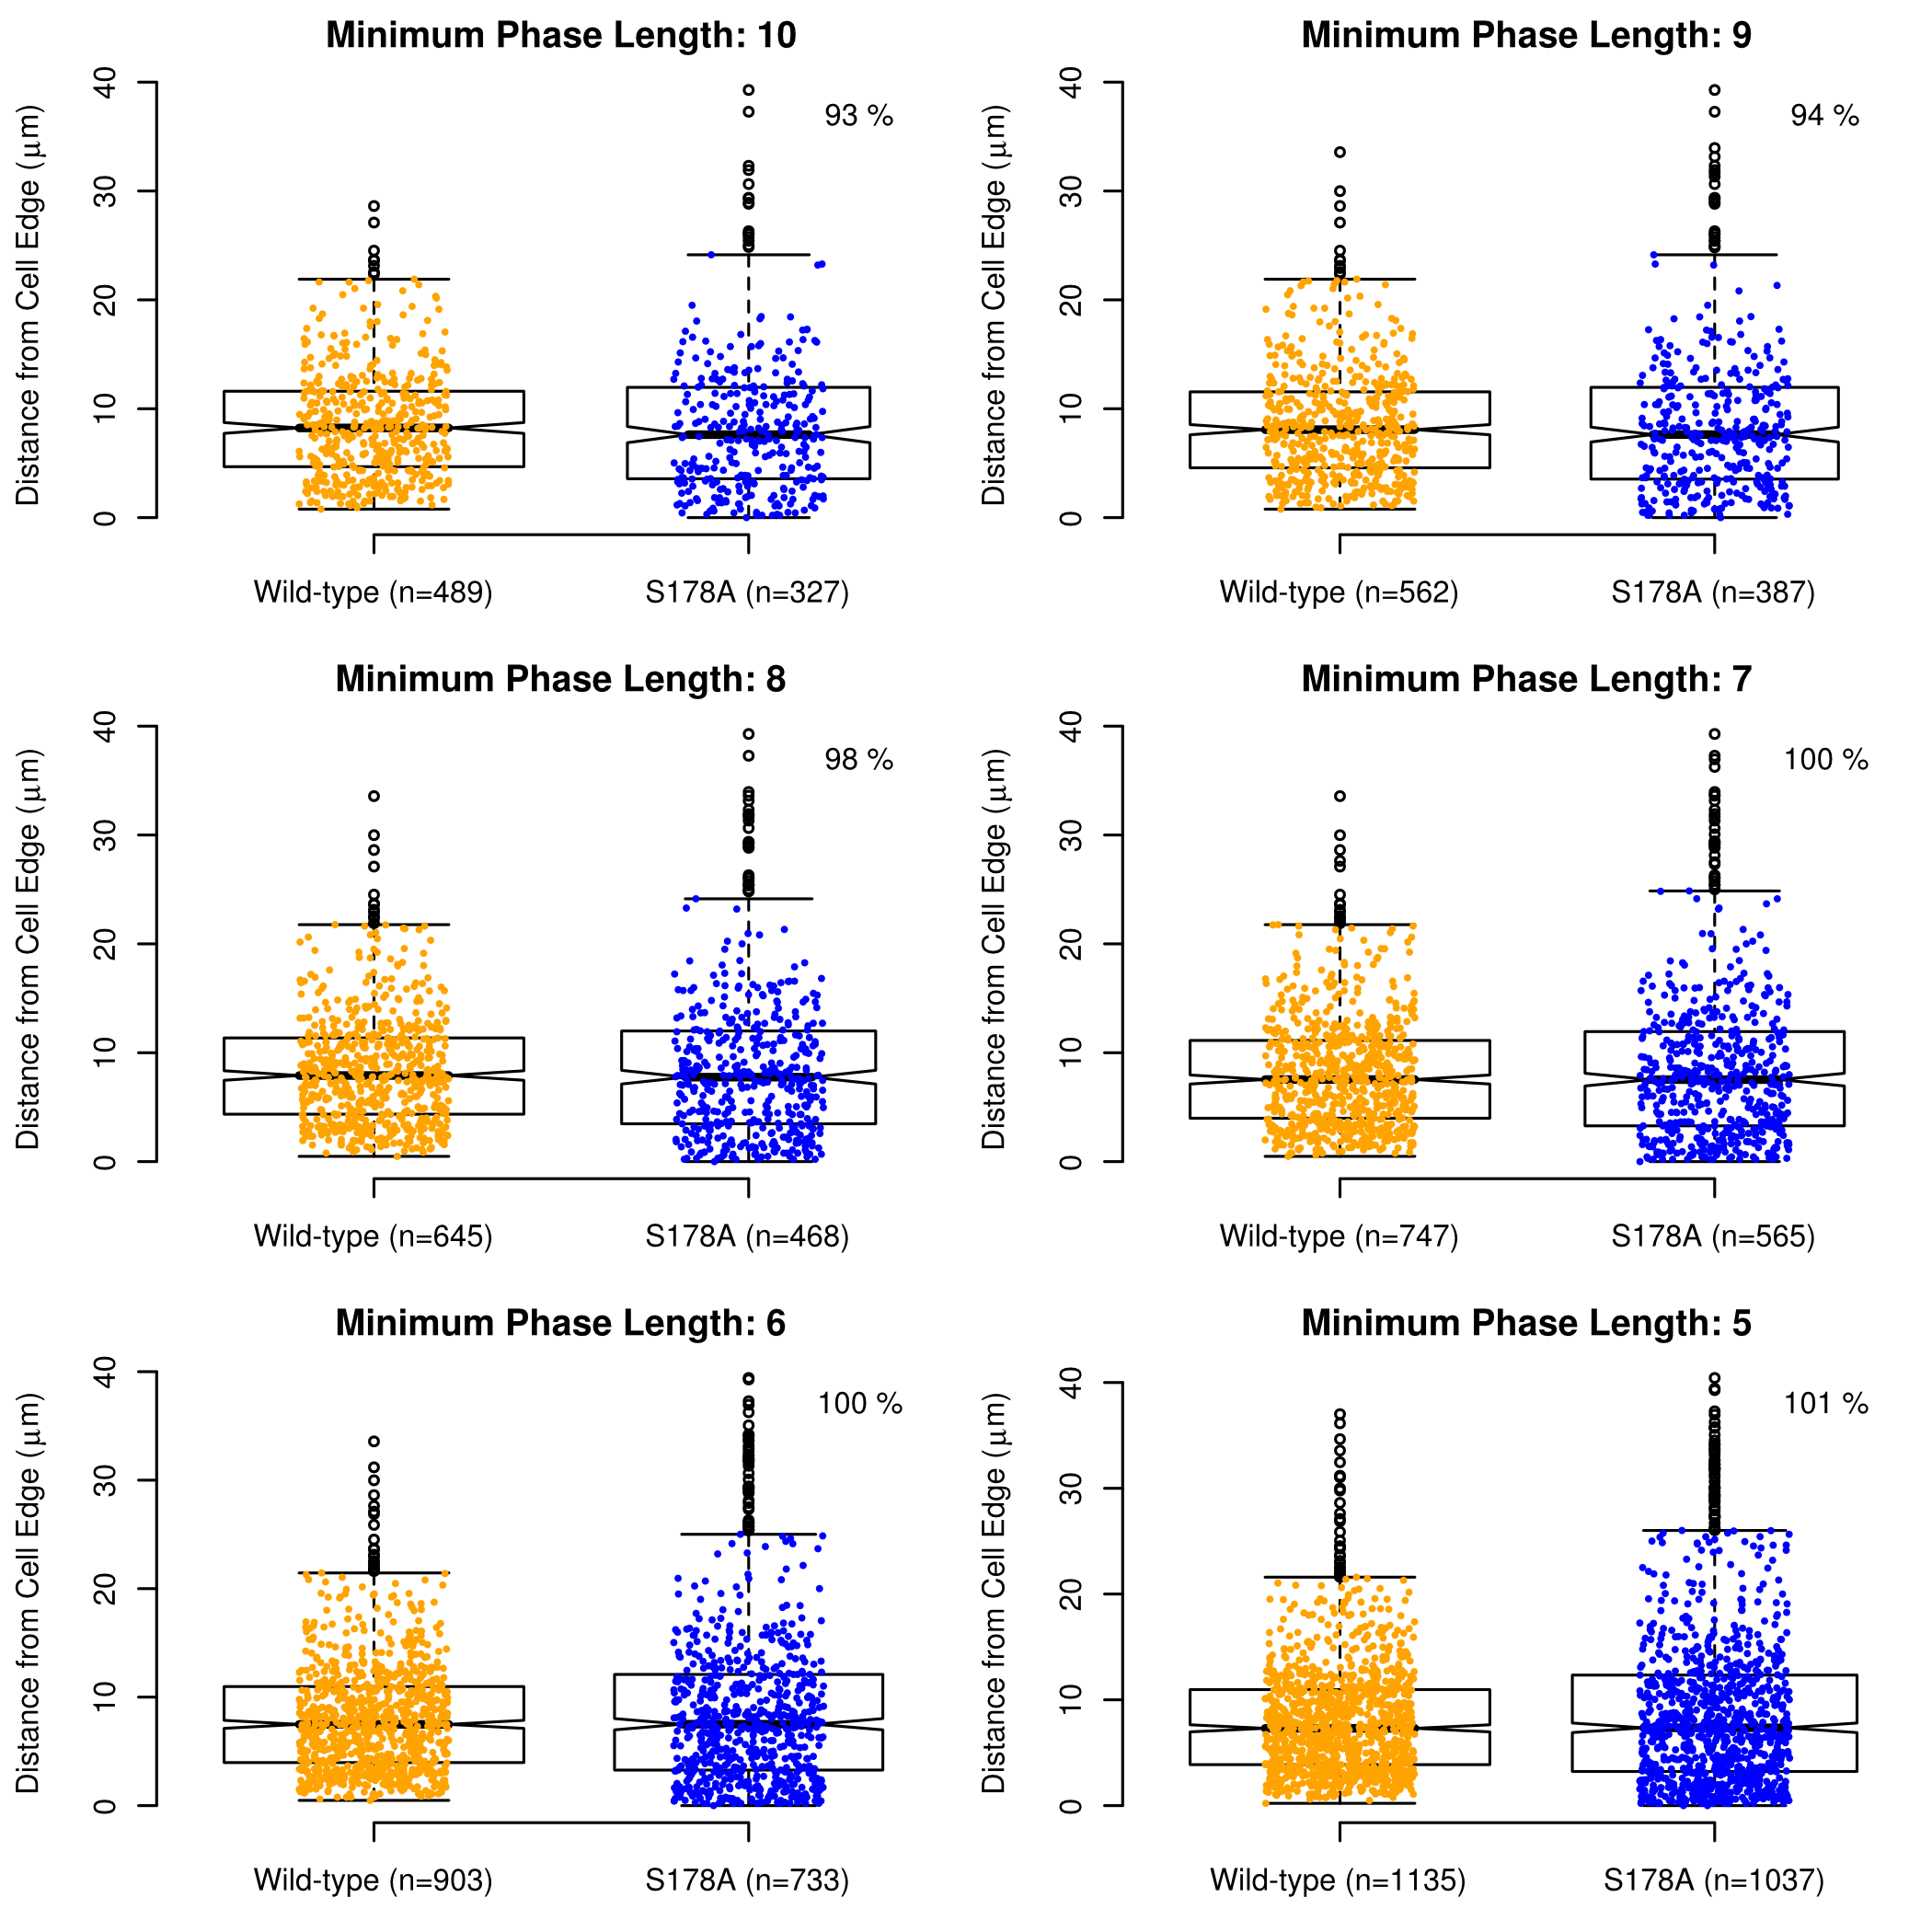 Minimum Phase Length: 10
Distance from Cell Edge (μm)
40
30
20
10
0
93 %
Wild-type (n=489)
S178A (n=327)
Minimum Phase Length: 9
Distance from Cell Edge (μm)
40
30
20
10
0
94 %
Wild-type (n=562)
S178A (n=387)
Minimum Phase Length: 8
Distance from Cell Edge (μm)
40
30
20
10
0
98 %
Wild-type (n=645)
S178A (n=468)
Minimum Phase Length: 7
Distance from Cell Edge (μm)
40
30
20
10
0
100 %
Wild-type (n=747)
S178A (n=565)
Minimum Phase Length: 6
Distance from Cell Edge (μm)
40
30
20
10
0
100 %
Wild-type (n=903)
S178A (n=733)
Minimum Phase Length: 5
Distance from Cell Edge (μm)
40
30
20
10
0
101 %
Wild-type (n=1135)
S178A (n=1037)